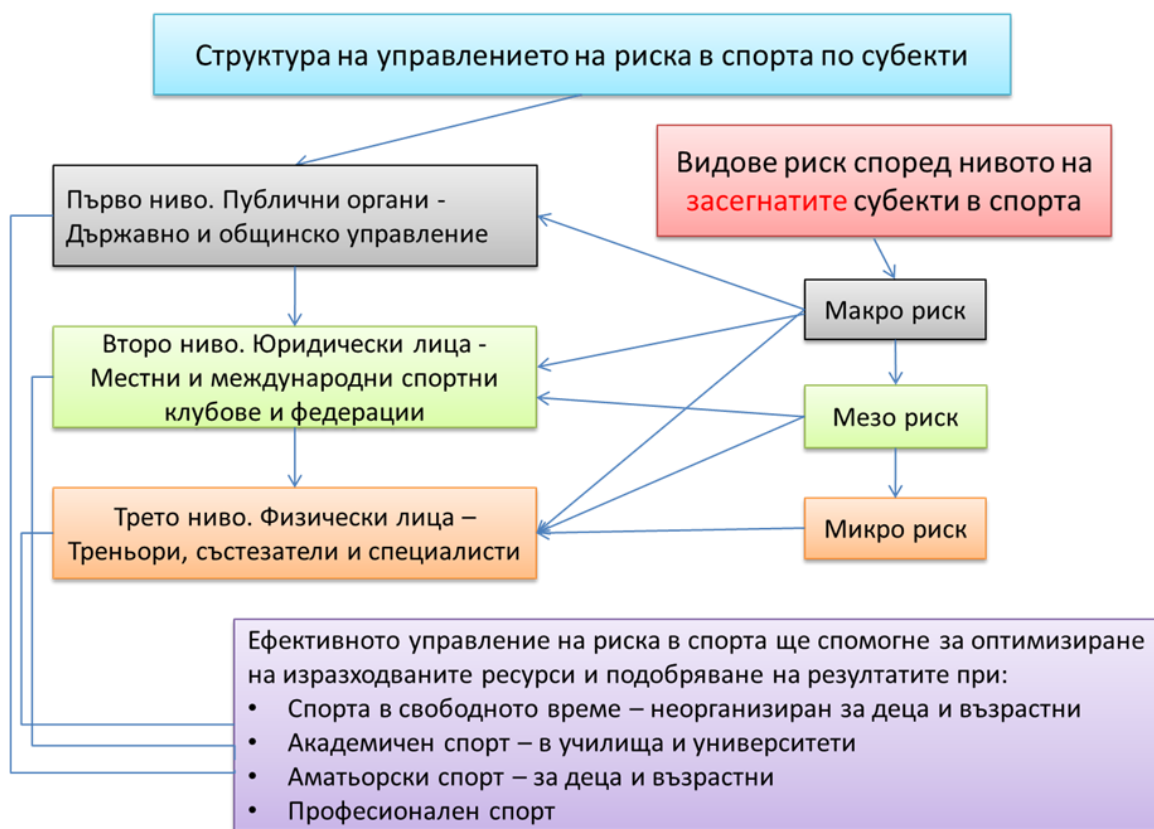 Структура на управлението на риска в спорта по субекти
Видове риск според нивото на
засегнатите субекти в спорта
Първо ниво. Публични органи -
Държавно и общинско управление
Макро риск
Второ ниво. Юридически лица -
Местни и международни спортни
клубове и федерации
Мезо риск
Трето ниво. Физически лица –
Треньори, състезатели и специалисти
Микро риск
Ефективното управление на риска в спорта ще спомогне за оптимизиране
на изразходваните ресурси и подобряване на резултатите при:
• Спорта в свободното време – неорганизиран за деца и възрастни
• Академичен спорт – в училища и университети
• Аматьорски спорт – за деца и възрастни
• Професионален спорт